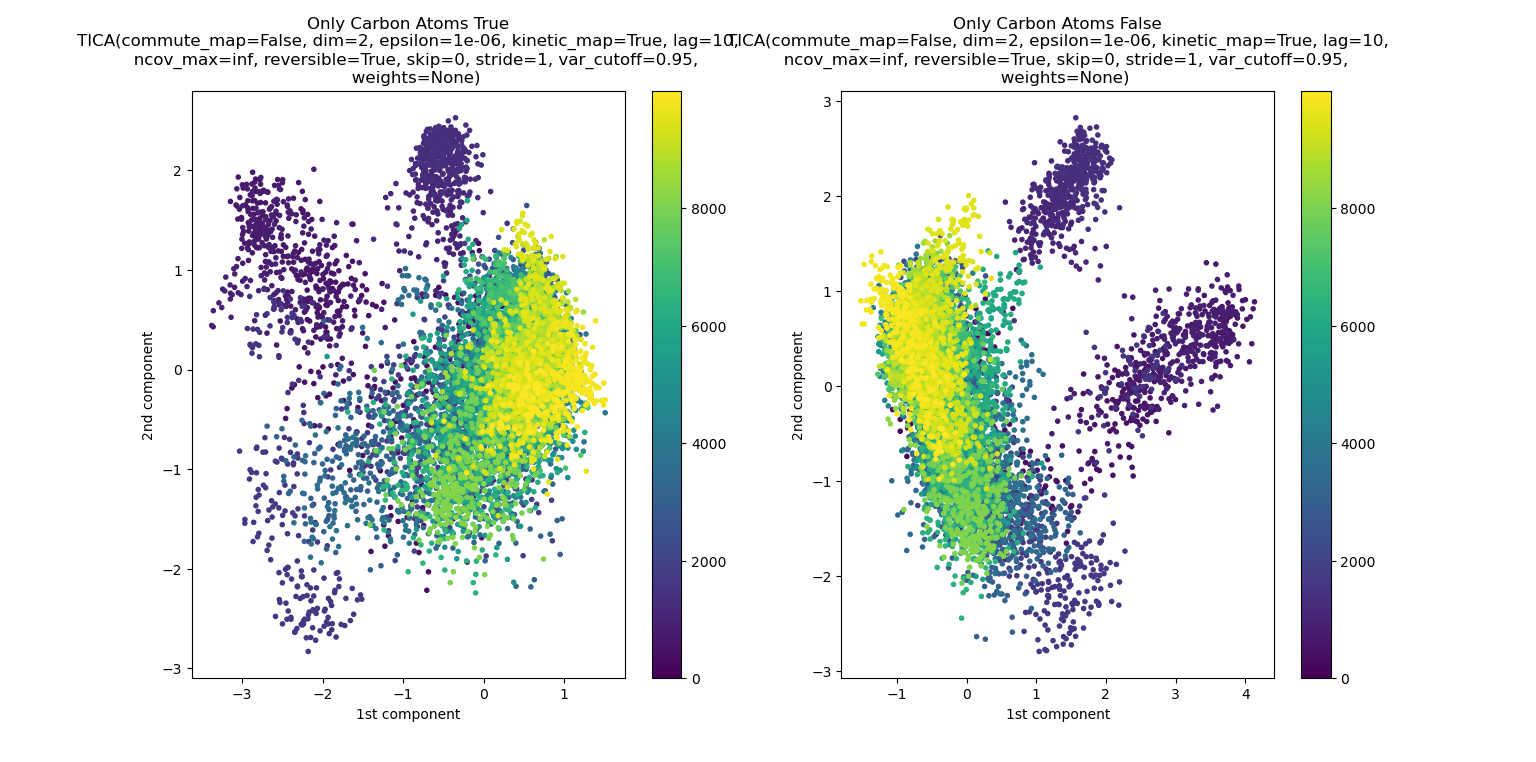 Only Carbon Atoms True
TICA(commute_map=False, dim=2, epsilon=1e-06, kinetic_map=True, lag=10,
ncov_max=inf, reversible=True, skip=0, stride=1, var_cutoff=0.95,
weights=None)
2nd component
2
1
0
−1
−2
−3
−3
−2
−1
0
1
1st component
8000
6000
4000
2000
0
Only Carbon Atoms False
TICA(commute_map=False, dim=2, epsilon=1e-06, kinetic_map=True, lag=10,
ncov_max=inf, reversible=True, skip=0, stride=1, var_cutoff=0.95,
weights=None)
2nd component
3
2
1
0
−1
−2
−3
−1
0
1
2
3
4
1st component
8000
6000
4000
2000
0